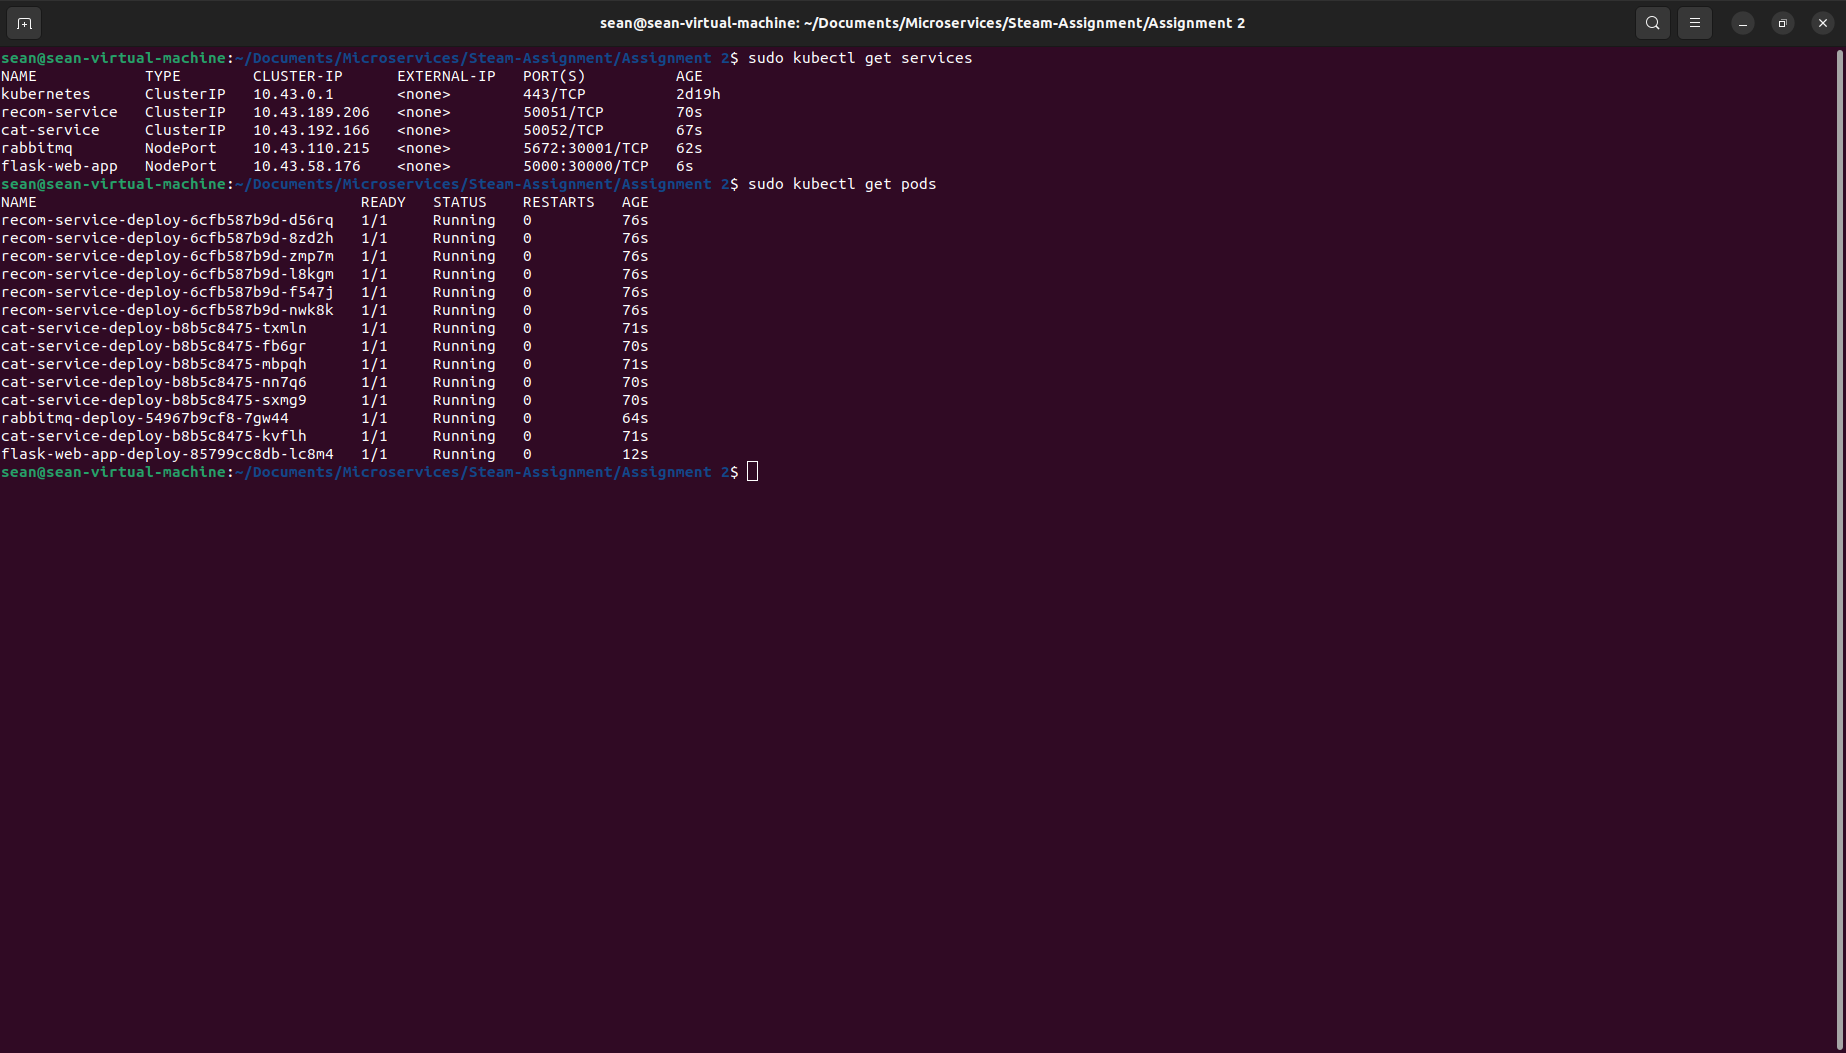 sean@sean-virtual-machine: ~/Documents/Microservices/Steam-Assignment/Assignment 2
sean@sean-virtual-machine:~/Documents/Microservices/Steam-Assignment/Assignment 2$ sudo kubectl get services
NAME            TYPE        CLUSTER-IP      EXTERNAL-IP   PORT(S)          AGE
kubernetes      ClusterIP   10.43.0.1       <none>        443/TCP          2d19h
recom-service   ClusterIP   10.43.189.206   <none>        50051/TCP        70s
cat-service     ClusterIP   10.43.192.166   <none>        50052/TCP        67s
rabbitmq        NodePort    10.43.110.215   <none>        5672:30001/TCP   62s
flask-web-app   NodePort    10.43.58.176    <none>        5000:30000/TCP   6s
sean@sean-virtual-machine:~/Documents/Microservices/Steam-Assignment/Assignment 2$ sudo kubectl get pods
NAME                                    READY   STATUS    RESTARTS   AGE
recom-service-deploy-6cfb587b9d-d56rq   1/1     Running   0          76s
recom-service-deploy-6cfb587b9d-8zd2h   1/1     Running   0          76s
recom-service-deploy-6cfb587b9d-zmp7m   1/1     Running   0          76s
recom-service-deploy-6cfb587b9d-l8kgm   1/1     Running   0          76s
recom-service-deploy-6cfb587b9d-f547j   1/1     Running   0          76s
recom-service-deploy-6cfb587b9d-nwk8k   1/1     Running   0          76s
cat-service-deploy-b8b5c8475-txmln      1/1     Running   0          71s
cat-service-deploy-b8b5c8475-fb6gr      1/1     Running   0          70s
cat-service-deploy-b8b5c8475-mbpqh      1/1     Running   0          71s
cat-service-deploy-b8b5c8475-nn7q6      1/1     Running   0          70s
cat-service-deploy-b8b5c8475-sxmg9      1/1     Running   0          70s
rabbitmq-deploy-54967b9cf8-7gw44        1/1     Running   0          64s
cat-service-deploy-b8b5c8475-kvflh      1/1     Running   0          71s
flask-web-app-deploy-85799cc8db-lc8m4   1/1     Running   0          12s
sean@sean-virtual-machine:~/Documents/Microservices/Steam-Assignment/Assignment 2$